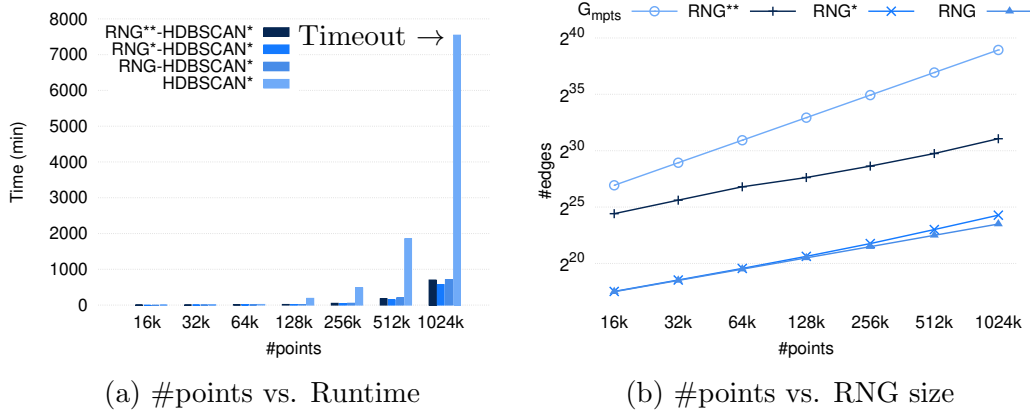 8000
7000
6000
5000
4000
3000
2000
1000
0
Time (min)
RNG**-HDBSCAN*
RNG*-HDBSCAN*
RNG-HDBSCAN*
HDBSCAN*
Timeout →
16k 32k 64k 128k 256k 512k 1024k
#points
(a) #points vs. Runtime
G_mpts RNG** RNG* RNG
2^40
2^35
2^30
2^25
2^20
#edges
16k 32k 64k 128k 256k 512k 1024k
#points
(b) #points vs. RNG size